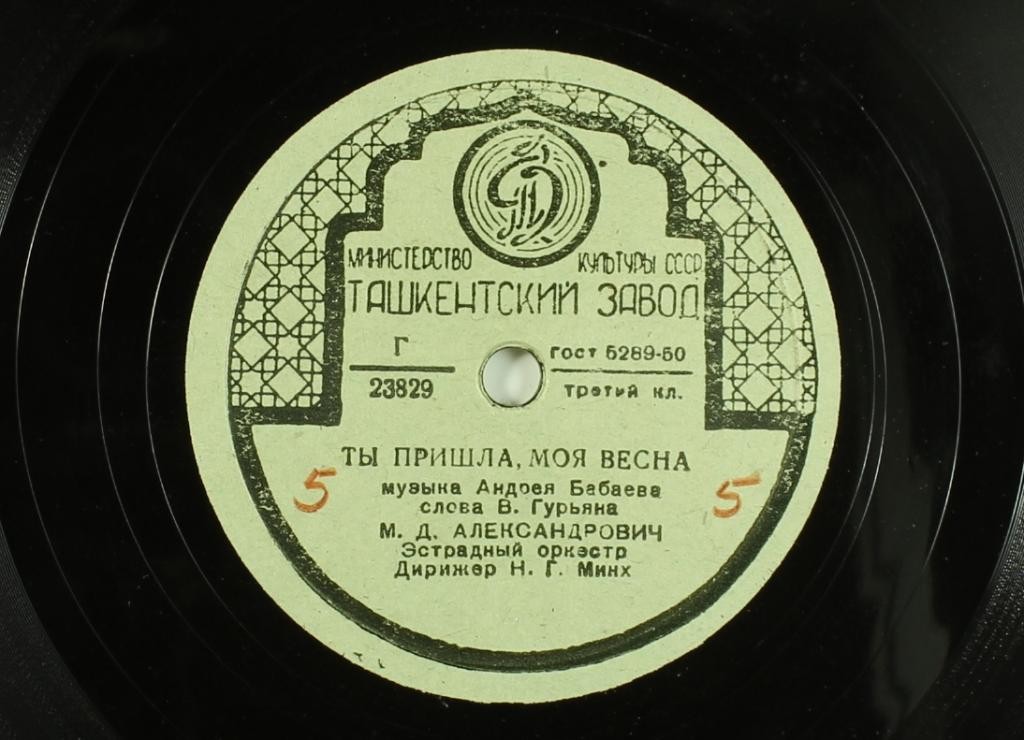 МИНИСТЕРСТВО КУЛЬТУРЫ СССР
ТАШКЕНТСКИЙ ЗАВОД
Г
23829
ГОСТ 5289-50
третий кл.
ТЫ ПРИШЛА, МОЯ ВЕСНА
музыка Андрея Бабаева
слова В. Гурьяна
М. Д. АЛЕКСАНДРОВИЧ
Эстрадный оркестр
Дирижер Н. Г. Минх
5
5